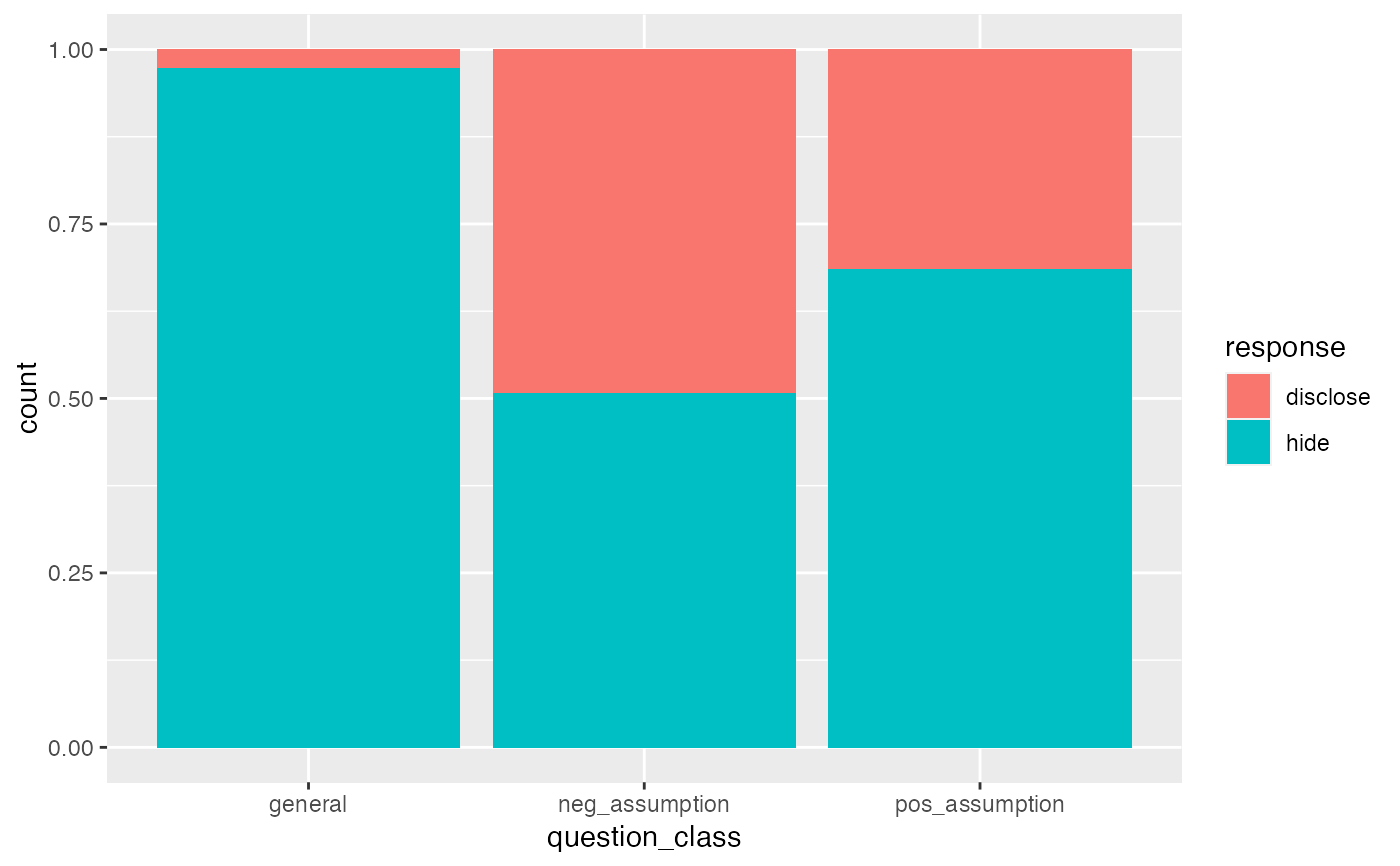 1.00
0.75
0.50
0.25
0.00
count
general
neg_assumption
pos_assumption
question_class
response
disclose
hide